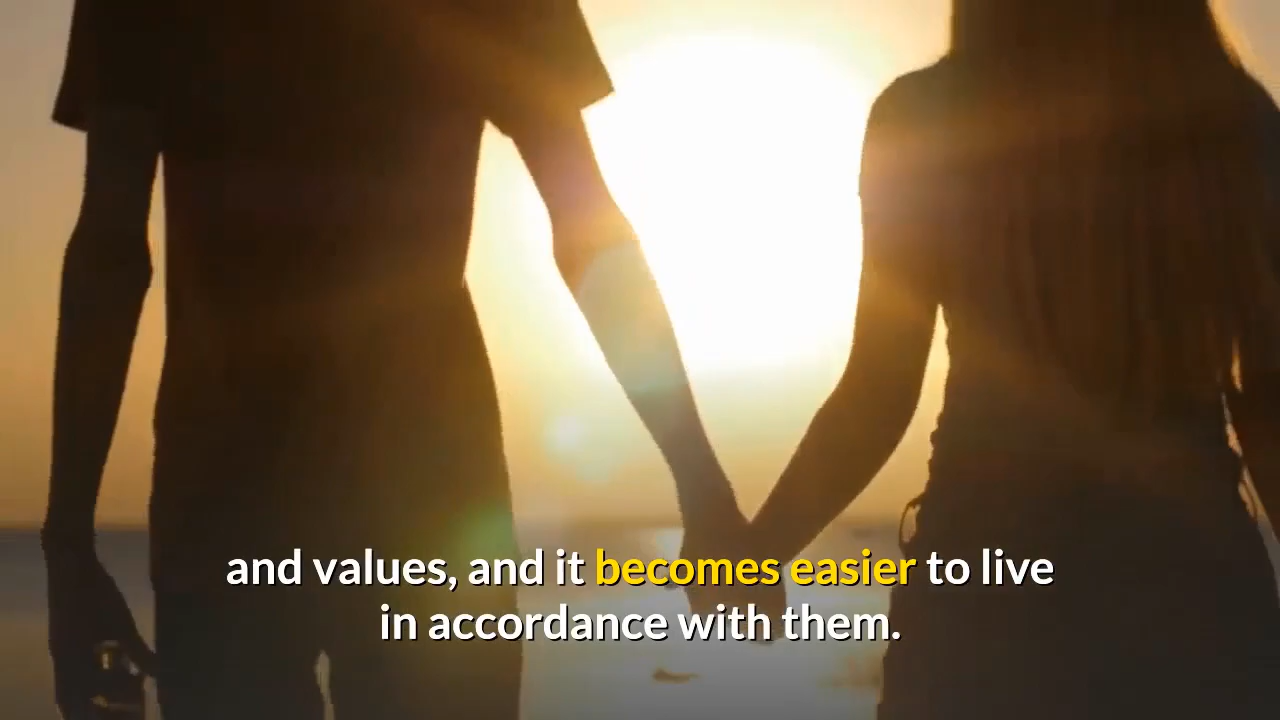 and values, and it becomes easier to live
in accordance with them.